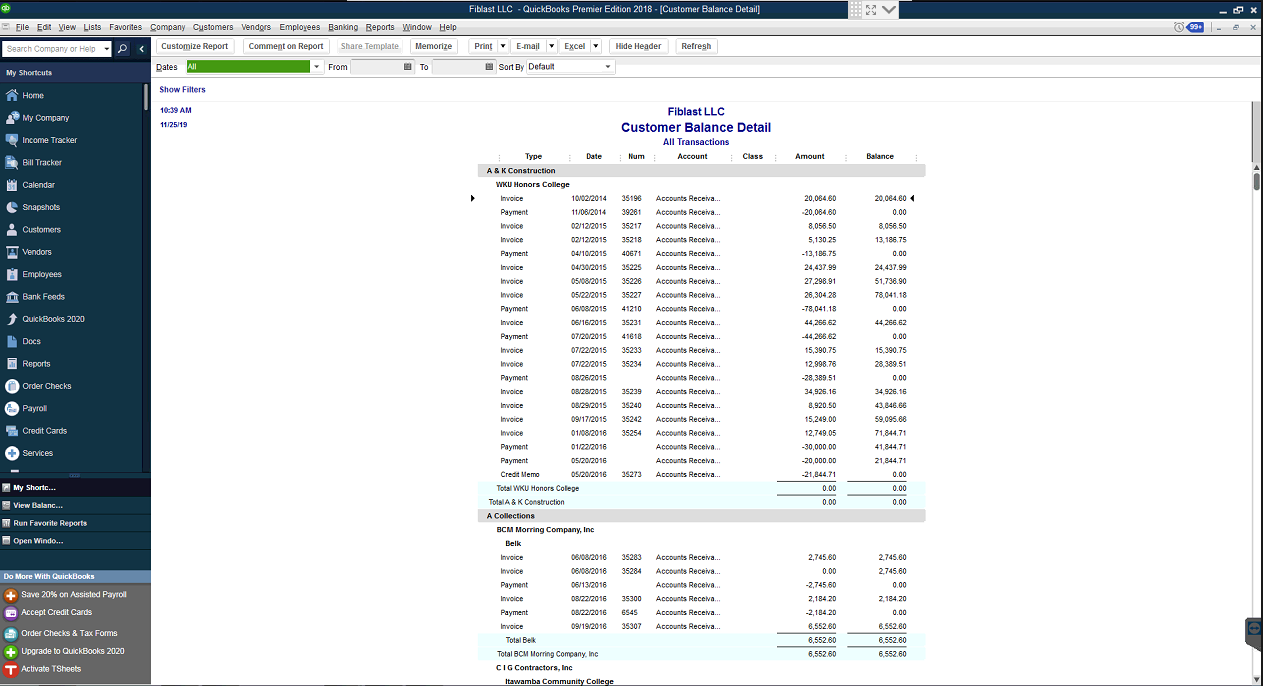 Fiblast LLC - QuickBooks Premier Edition 2018 - [Customer Balance Detail]
File Edit View Lists Favorites Company Customers Vendors Employees Banking Reports Window Help 99+
Search Company or Help
Customize Report Comment on Report Share Template Memorize Print E-mail Excel Hide Header Refresh
Dates All From To Sort By Default
Show Filters
My Shortcuts
Home
My Company
Income Tracker
Bill Tracker
Calendar
Snapshots
Customers
Vendors
Employees
Bank Feeds
QuickBooks 2020
Docs
Reports
Order Checks
Payroll
Credit Cards
Services
My Shortc...
View Balanc...
Run Favorite Reports
Open Windo...
Do More With QuickBooks
Save 20% on Assisted Payroll
Accept Credit Cards
Order Checks & Tax Forms
Upgrade to QuickBooks 2020
Activate TSheets
10:39 AM
11/25/19
Fiblast LLC
Customer Balance Detail
All Transactions
Type Date Num Account Class Amount Balance
A & K Construction
WKU Honors College
Invoice 10/02/2014 35196 Accounts Receiva... 20,064.60 20,064.60
Payment 11/06/2014 39261 Accounts Receiva... -20,064.60 0.00
Invoice 02/12/2015 35217 Accounts Receiva... 8,056.50 8,056.50
Invoice 02/12/2015 35218 Accounts Receiva... 5,130.25 13,186.75
Payment 04/10/2015 40671 Accounts Receiva... -13,186.75 0.00
Invoice 04/30/2015 35225 Accounts Receiva... 24,437.99 24,437.99
Invoice 05/08/2015 35226 Accounts Receiva... 27,298.91 51,736.90
Invoice 05/22/2015 35227 Accounts Receiva... 26,304.28 78,041.18
Payment 06/08/2015 41210 Accounts Receiva... -78,041.18 0.00
Invoice 06/16/2015 35231 Accounts Receiva... 44,266.62 44,266.62
Payment 07/20/2015 41618 Accounts Receiva... -44,266.62 0.00
Invoice 07/22/2015 35233 Accounts Receiva... 15,390.75 15,390.75
Invoice 07/22/2015 35234 Accounts Receiva... 12,998.76 28,389.51
Payment 08/26/2015 Accounts Receiva... -28,389.51 0.00
Invoice 08/28/2015 35239 Accounts Receiva... 34,926.16 34,926.16
Invoice 08/29/2015 35240 Accounts Receiva... 8,920.50 43,846.66
Invoice 09/17/2015 35242 Accounts Receiva... 15,249.00 59,095.66
Invoice 01/08/2016 35254 Accounts Receiva... 12,749.05 71,844.71
Payment 01/22/2016 Accounts Receiva... -30,000.00 41,844.71
Payment 05/20/2016 Accounts Receiva... -20,000.00 21,844.71
Credit Memo 05/20/2016 35273 Accounts Receiva... -21,844.71 0.00
Total WKU Honors College 0.00 0.00
Total A & K Construction 0.00 0.00
A Collections
BCM Morring Company, Inc
Belk
Invoice 06/08/2016 35283 Accounts Receiva... 2,745.60 2,745.60
Invoice 06/08/2016 35284 Accounts Receiva... 0.00 2,745.60
Payment 06/13/2016 Accounts Receiva... -2,745.60 0.00
Invoice 08/22/2016 35300 Accounts Receiva... 2,184.20 2,184.20
Payment 08/22/2016 6545 Accounts Receiva... -2,184.20 0.00
Invoice 09/19/2016 35307 Accounts Receiva... 6,552.60 6,552.60
Total Belk 6,552.60 6,552.60
Total BCM Morring Company, Inc 6,552.60 6,552.60
C I G Contractors, Inc
Itawamba Community College